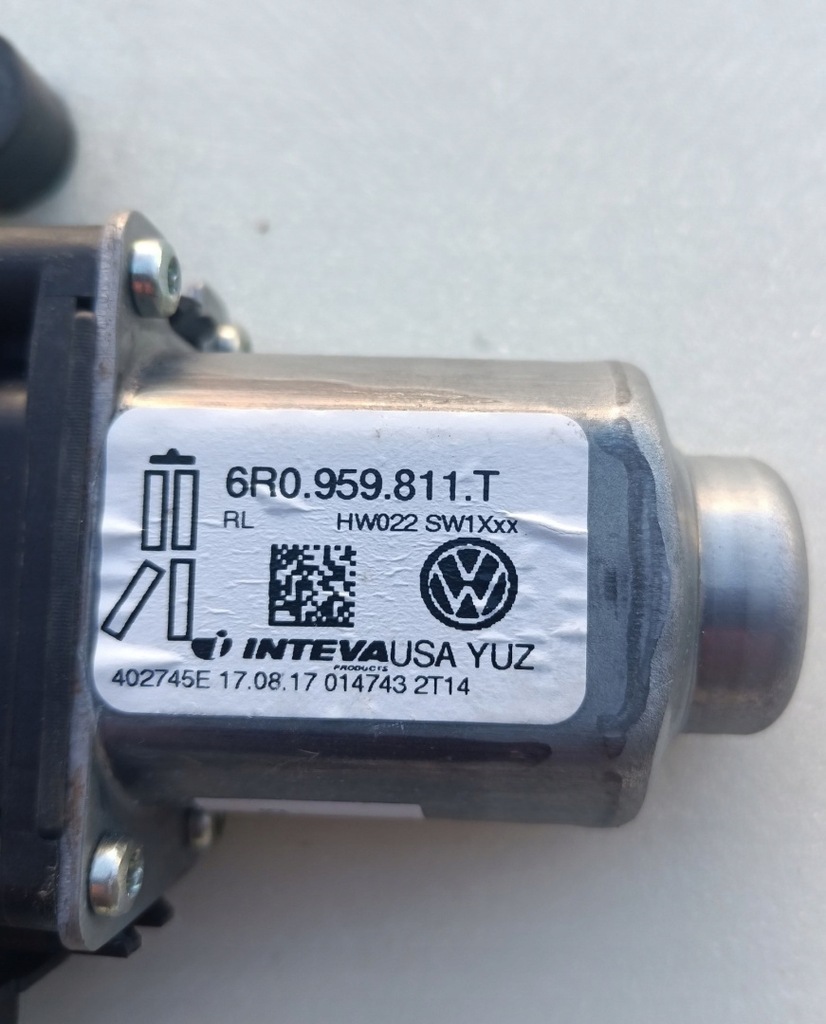 6R0.959.811.T
RL HW022 SW1Xxx
INTEVA USA YUZ
PRODUCTS
402745E 17.08.17 014743 2T14